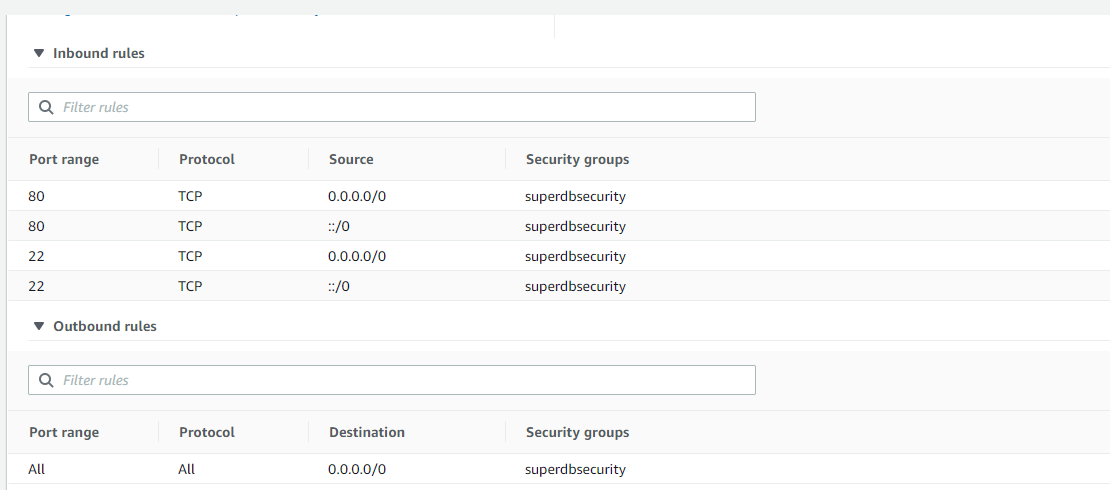 Inbound rules
Filter rules
Port range Protocol Source Security groups
80 TCP 0.0.0.0/0 superdbsecurity
80 TCP ::/0 superdbsecurity
22 TCP 0.0.0.0/0 superdbsecurity
22 TCP ::/0 superdbsecurity
Outbound rules
Filter rules
Port range Protocol Destination Security groups
All All 0.0.0.0/0 superdbsecurity